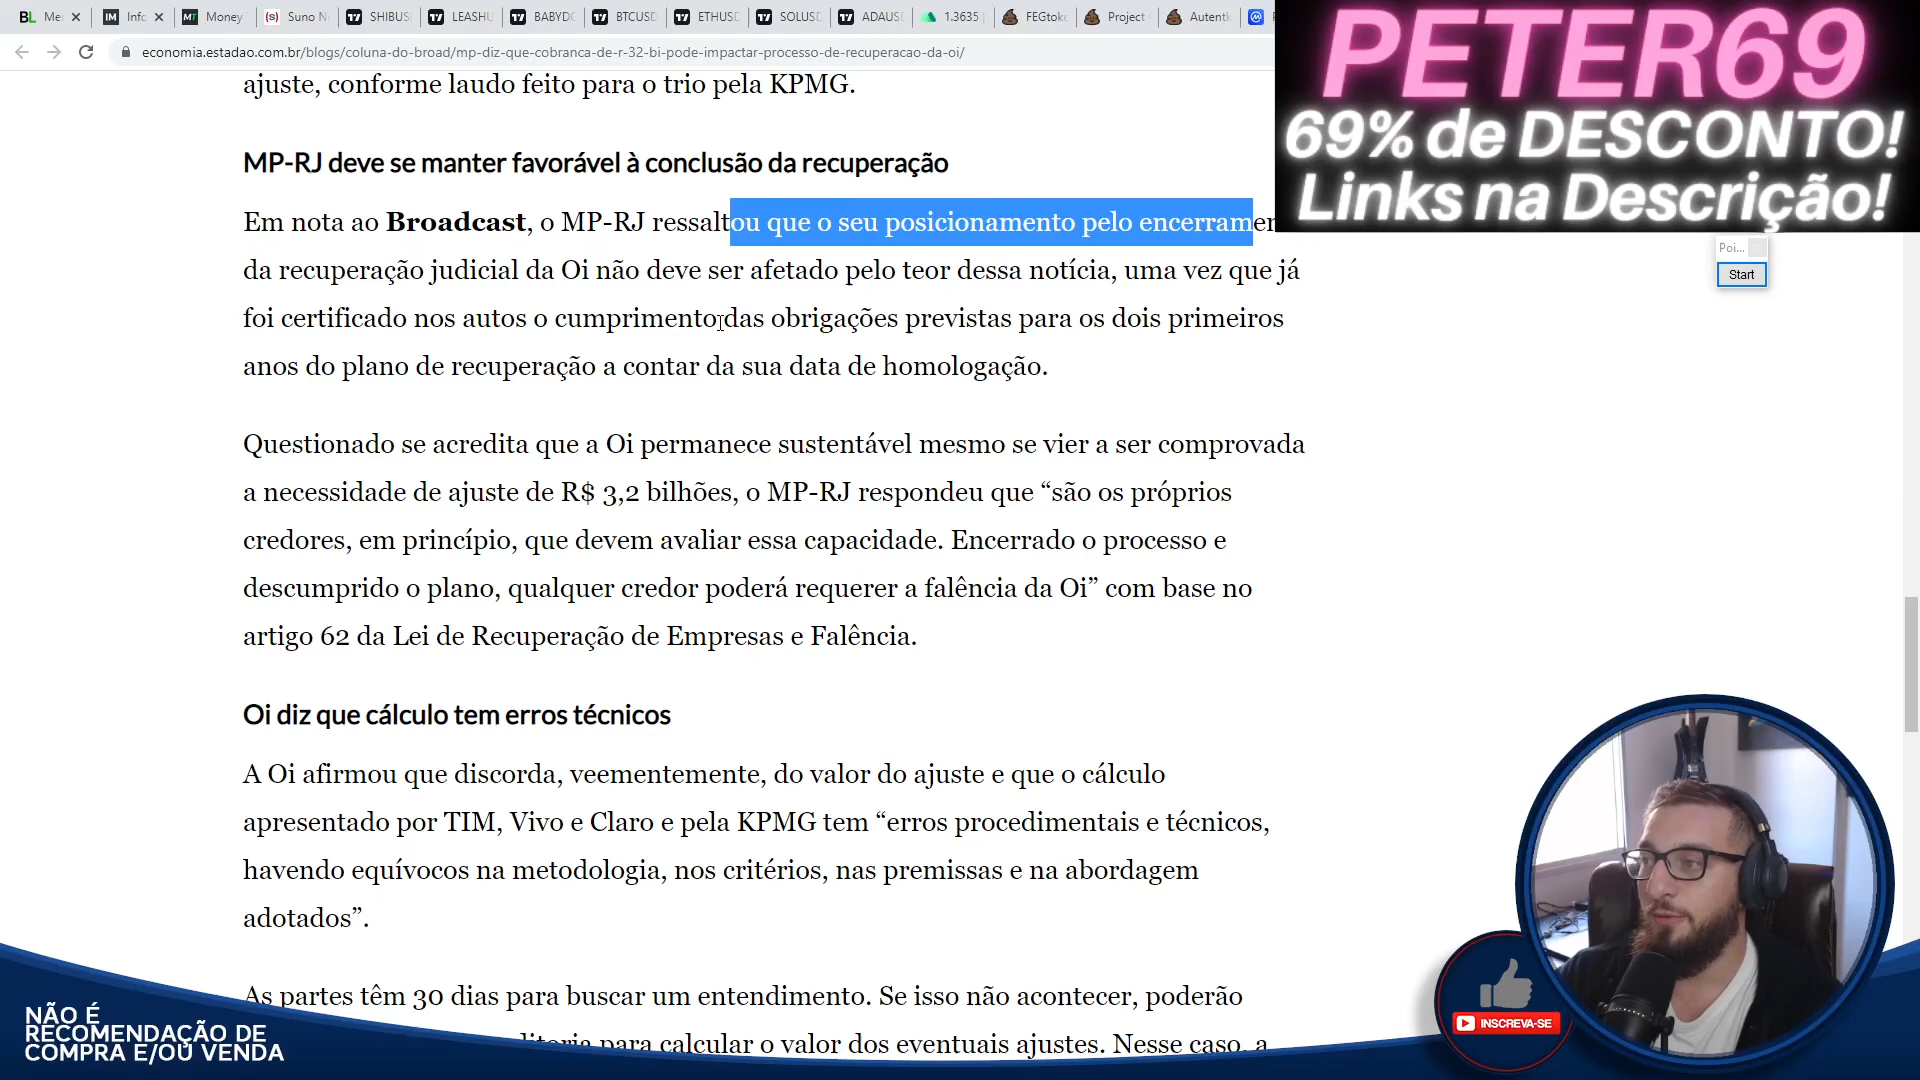 Me
Info
Money
Suno N
SHIBUS
LEASHU
BABYDO
BTCUSD
ETHUSD
SOLUSD
ADAUSD
1.3635
FEGtoke
Project
Autenti
economia.estadao.com.br/blogs/coluna-do-broad/mp-diz-que-cobranca-de-r-32-bi-pode-impactar-processo-de-recuperacao-da-oi/
PETER69
69% de DESCONTO!
Links na Descrição!
Poi...
Start
ajuste, conforme laudo feito para o trio pela KPMG.
MP-RJ deve se manter favorável à conclusão da recuperação
Em nota ao Broadcast, o MP-RJ ressaltou que o seu posicionamento pelo encerramen
da recuperação judicial da Oi não deve ser afetado pelo teor dessa notícia, uma vez que já
foi certificado nos autos o cumprimento das obrigações previstas para os dois primeiros
anos do plano de recuperação a contar da sua data de homologação.
Questionado se acredita que a Oi permanece sustentável mesmo se vier a ser comprovada
a necessidade de ajuste de R$ 3,2 bilhões, o MP-RJ respondeu que “são os próprios
credores, em princípio, que devem avaliar essa capacidade. Encerrado o processo e
descumprido o plano, qualquer credor poderá requerer a falência da Oi” com base no
artigo 62 da Lei de Recuperação de Empresas e Falência.
Oi diz que cálculo tem erros técnicos
A Oi afirmou que discorda, veementemente, do valor do ajuste e que o cálculo
apresentado por TIM, Vivo e Claro e pela KPMG tem “erros procedimentais e técnicos,
havendo equívocos na metodologia, nos critérios, nas premissas e na abordagem
adotados”.
As partes têm 30 dias para buscar um entendimento. Se isso não acontecer, poderão
para calcular o valor dos eventuais ajustes. Nesse caso, a
NÃO É
RECOMENDAÇÃO DE
COMPRA E/OU VENDA
INSCREVA-SE